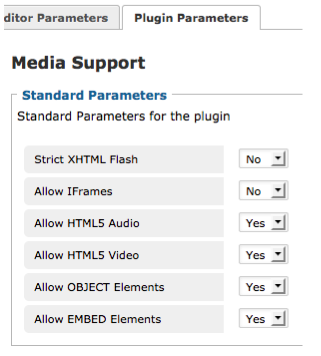 ditor Parameters Plugin Parameters
Media Support
Standard Parameters
Standard Parameters for the plugin
Strict XHTML Flash No
Allow IFrames No
Allow HTML5 Audio Yes
Allow HTML5 Video Yes
Allow OBJECT Elements Yes
Allow EMBED Elements Yes